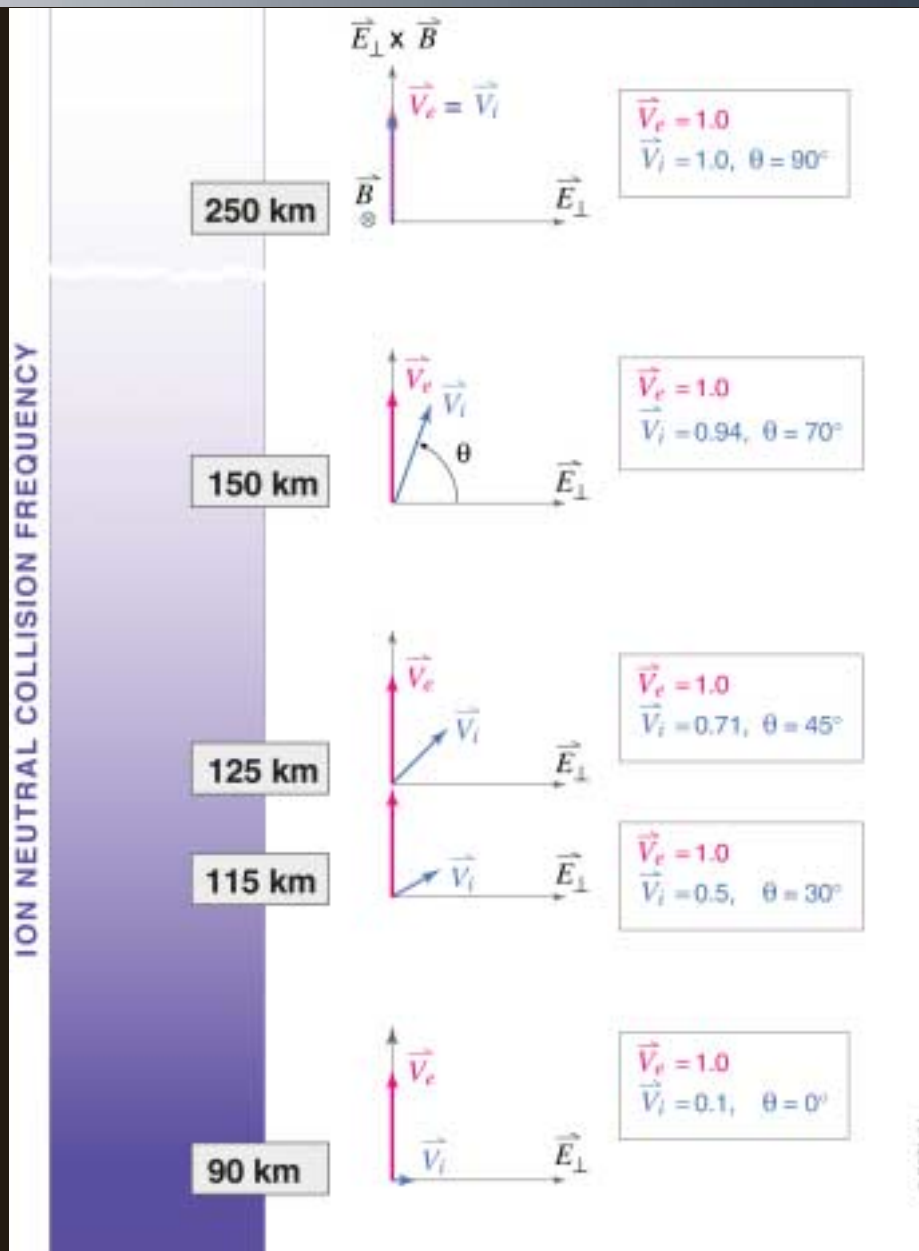 E⊥ x B
Ve = Vi
Ve = 1.0
Vi = 1.0, θ = 90°
B
⊗
E⊥
250 km
ION NEUTRAL COLLISION FREQUENCY
Ve
Vi
θ
E⊥
150 km
Ve = 1.0
Vi = 0.94, θ = 70°
Ve
Vi
E⊥
125 km
Ve = 1.0
Vi = 0.71, θ = 45°
Vi
E⊥
115 km
Ve = 1.0
Vi = 0.5, θ = 30°
Ve
Vi
E⊥
90 km
Ve = 1.0
Vi = 0.1, θ = 0°